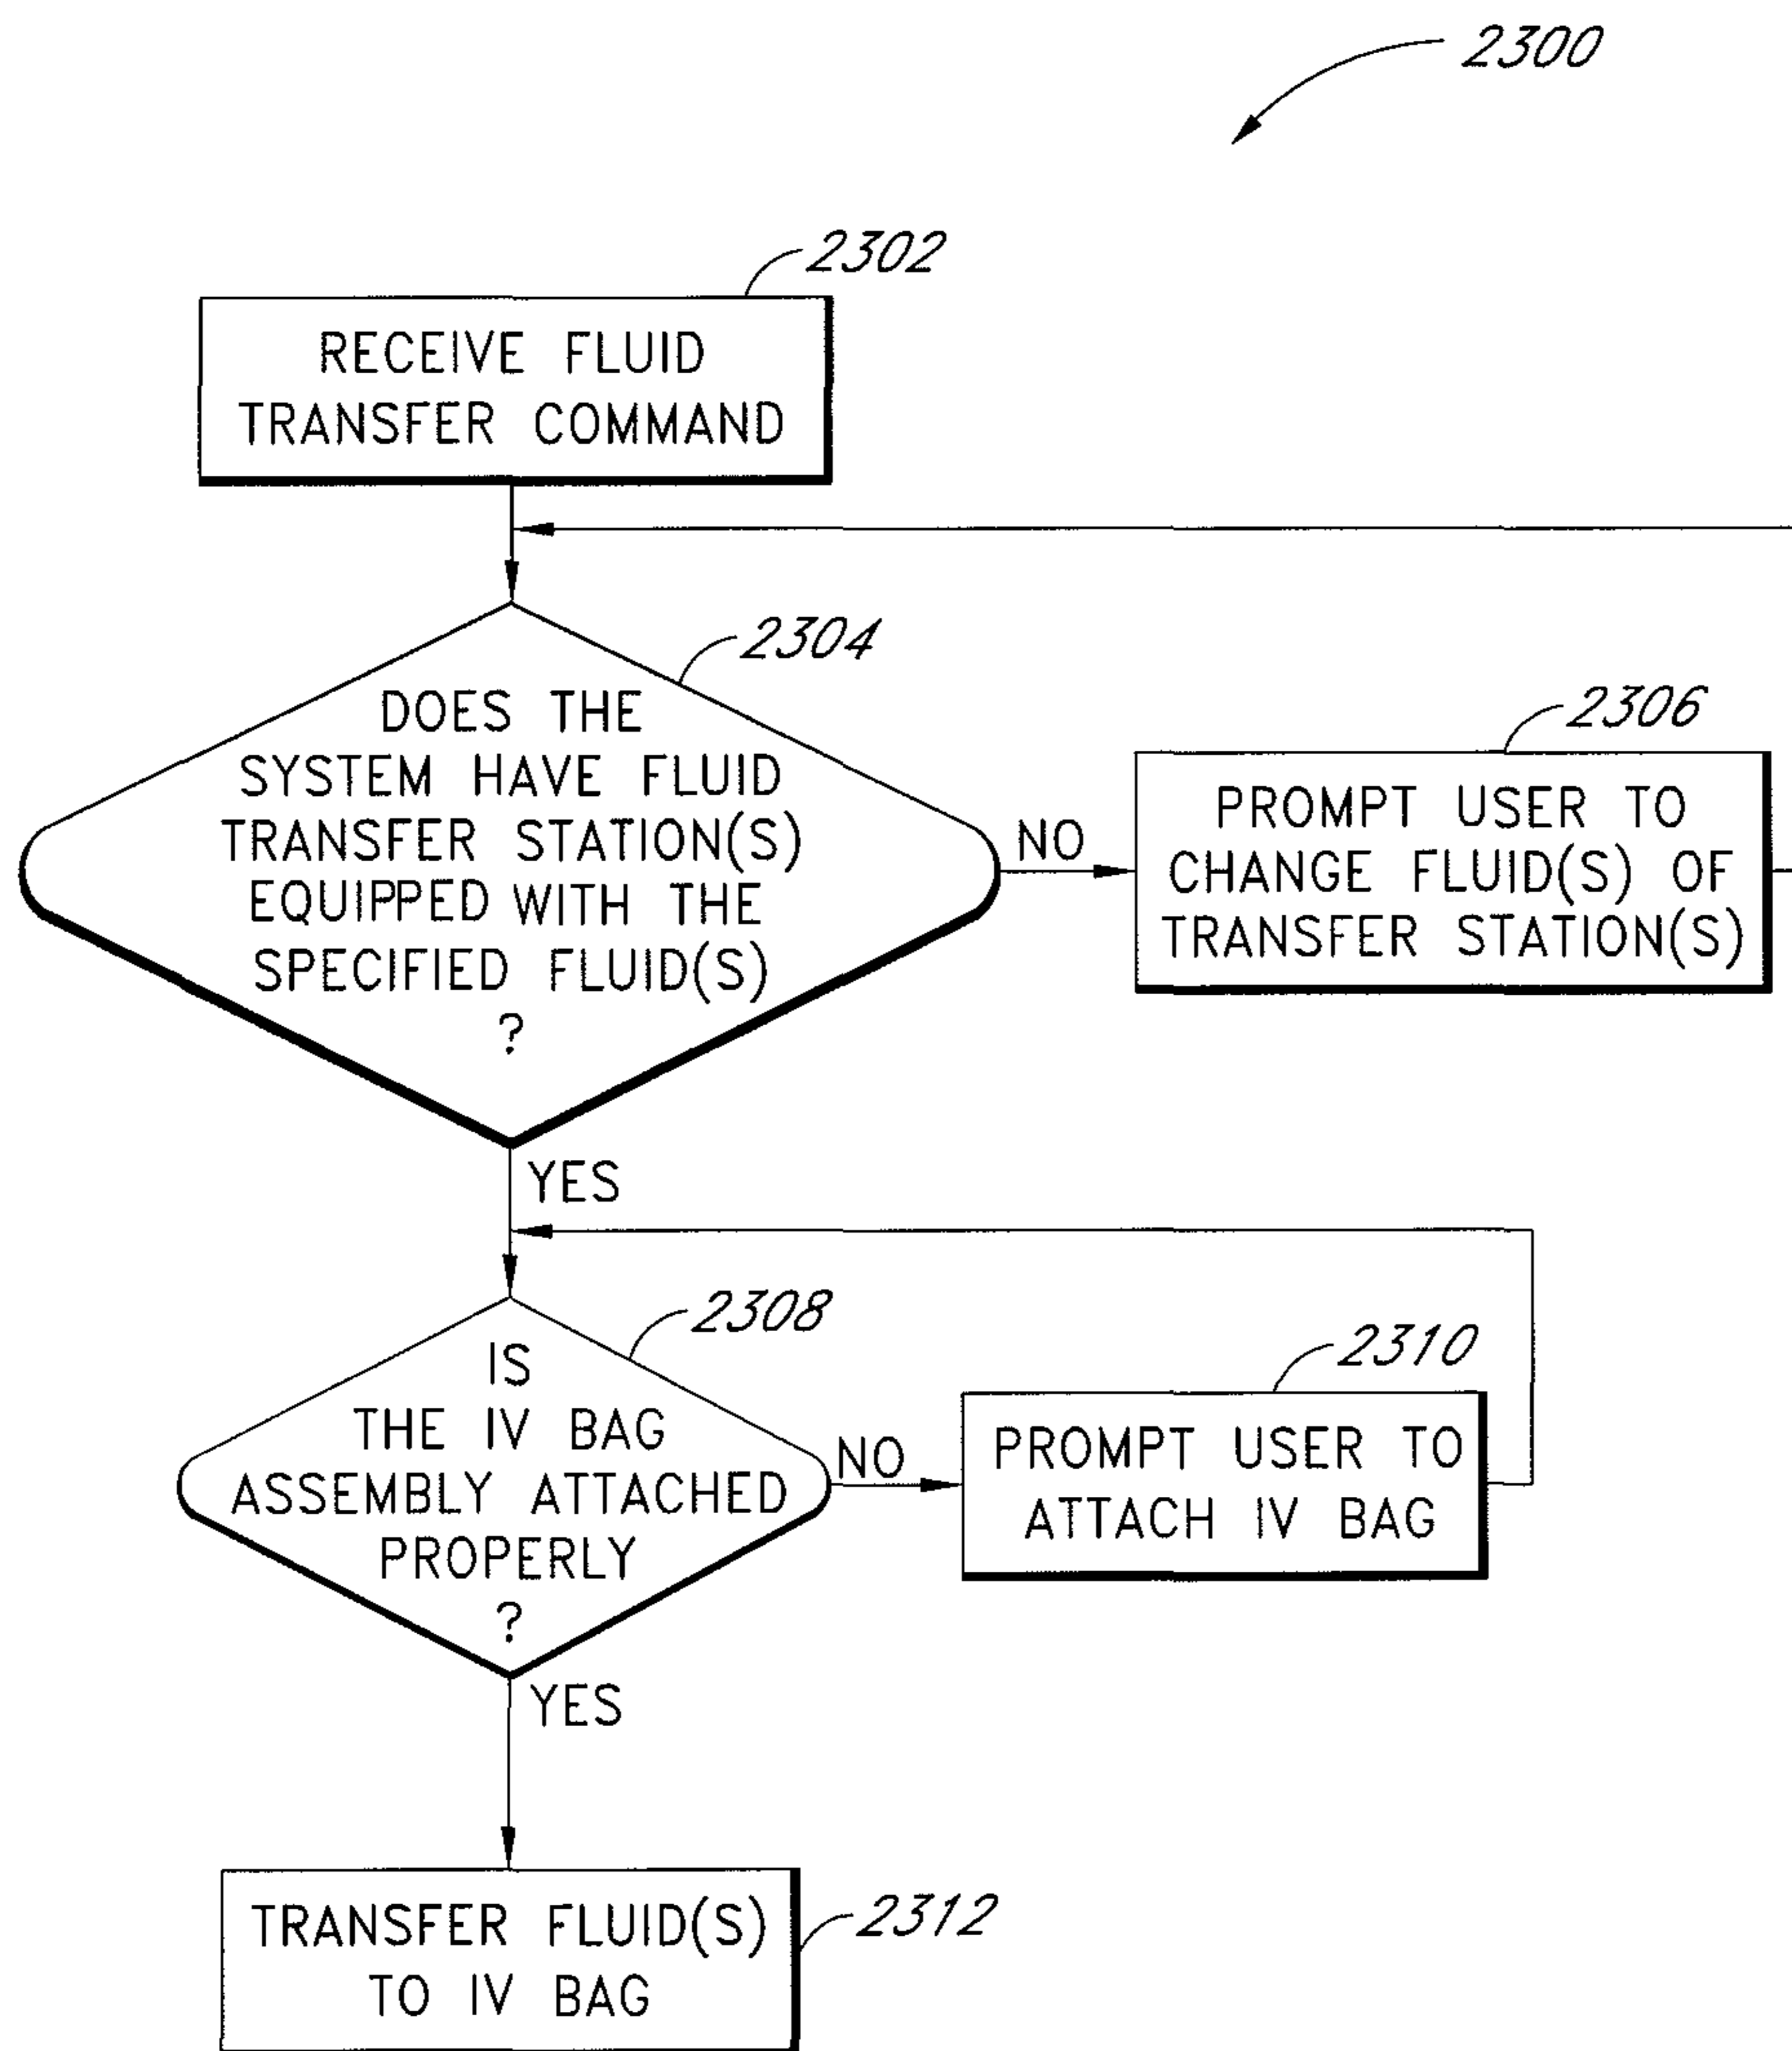 2300
2302
RECEIVE FLUID
TRANSFER COMMAND
2304
DOES THE
SYSTEM HAVE FLUID
TRANSFER STATION(S)
EQUIPPED WITH THE
SPECIFIED FLUID(S)
?
NO
2306
PROMPT USER TO
CHANGE FLUID(S) OF
TRANSFER STATION(S)
YES
2308
IS
THE IV BAG
ASSEMBLY ATTACHED
PROPERLY
?
NO
2310
PROMPT USER TO
ATTACH IV BAG
YES
TRANSFER FLUID(S)
TO IV BAG
2312